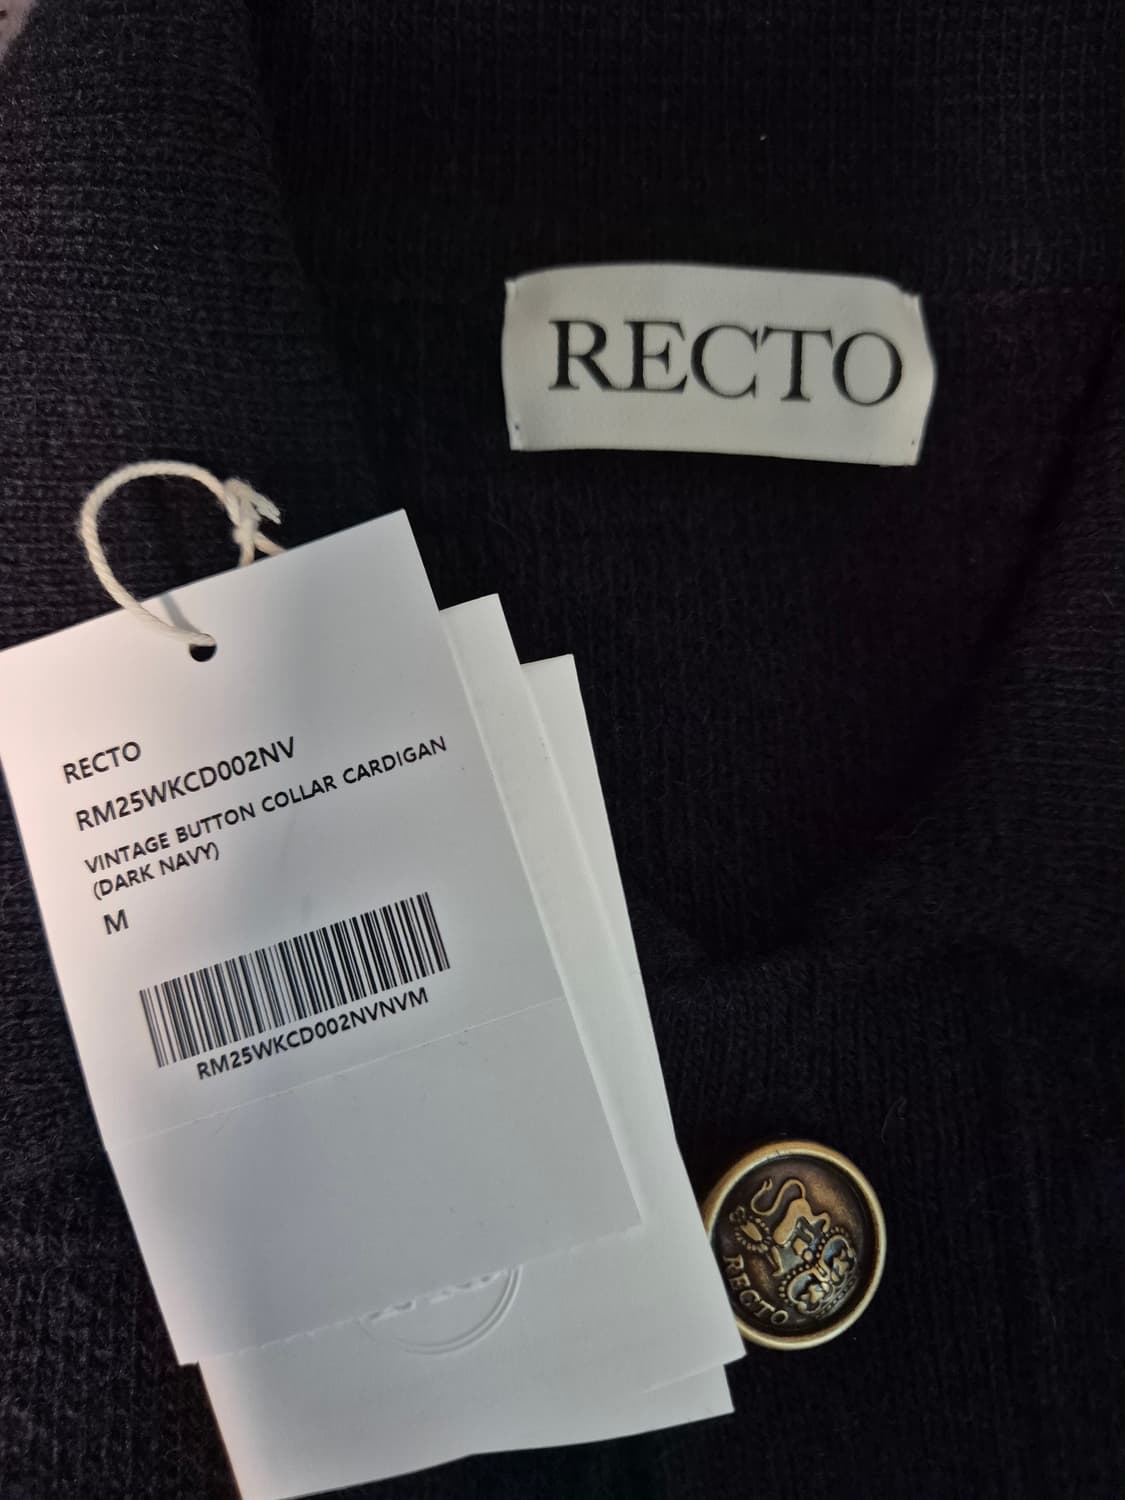 RECTO
RECTO
RM25WKCD002NV
VINTAGE BUTTON COLLAR CARDIGAN
(DARK NAVY)
M
RM25WKCD002NVNVM
RECTO